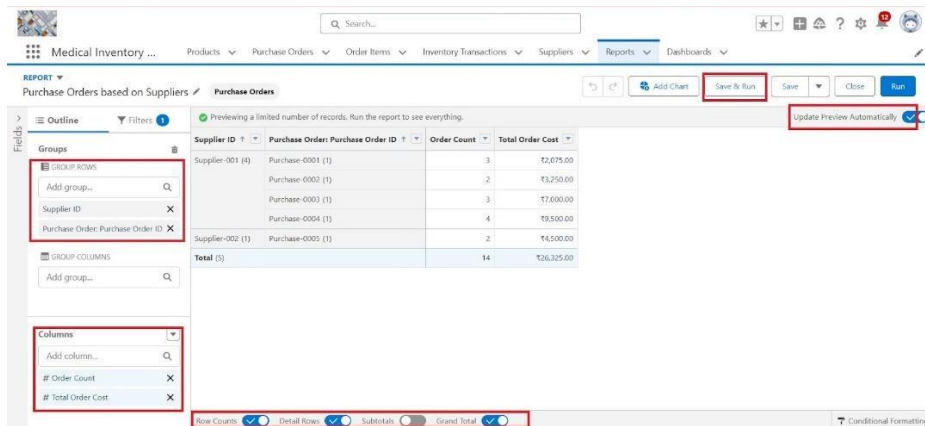 Search...
12
Medical Inventory ... Products Purchase Orders Order Items Inventory Transactions Suppliers Reports Dashboards
REPORT
Purchase Orders based on Suppliers Purchase Orders Add Chart Save & Run Save Close Run
Fields
Outline Filters 1
Previewing a limited number of records. Run the report to see everything. Update Preview Automatically
Groups
GROUP ROWS
Add group...
Supplier ID
Purchase Order: Purchase Order ID
GROUP COLUMNS
Add group...
Columns
Add column...
# Order Count
# Total Order Cost
Supplier ID ↑ Purchase Order: Purchase Order ID ↑ Order Count Total Order Cost
Supplier-001 (4) Purchase-0001 (1) 3 ₹2,075.00
Purchase-0002 (1) 2 ₹3,250.00
Purchase-0003 (1) 3 ₹7,000.00
Purchase-0004 (1) 4 ₹9,500.00
Supplier-002 (1) Purchase-0005 (1) 2 ₹4,500.00
Total (5) 14 ₹26,325.00
Row Counts Detail Rows Subtotals Grand Total Conditional Formatting